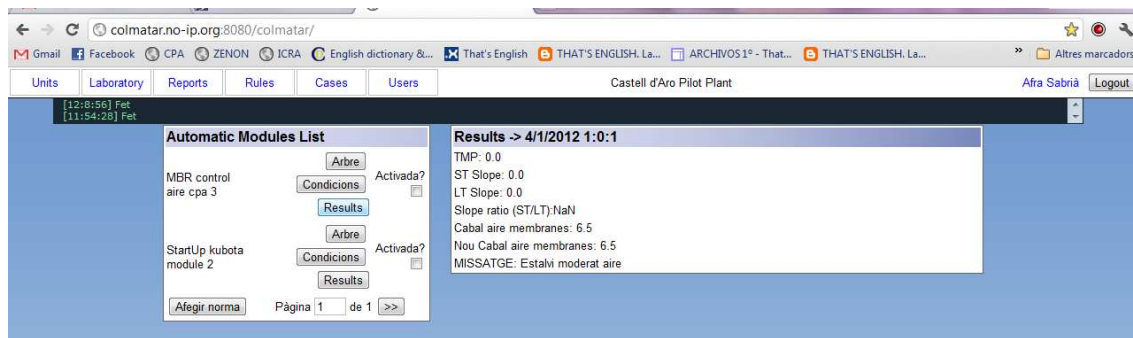 colmatar.no-ip.org:8080/colmatar/
Gmail Facebook CPA ZENON ICRA English dictionary &... That's English THAT'S ENGLISH. La... ARCHIVOS 1º - That... THAT'S ENGLISH. La... » Altres marcadors
Units Laboratory Reports Rules Cases Users Castell d'Aro Pilot Plant Afra Sabrià Logout
[12:8:56] Fet
[11:54:28] Fet
Automatic Modules List
MBR control
aire cpa 3
Arbre
Condicions
Results
Activada?
StartUp kubota
module 2
Arbre
Condicions
Results
Activada?
Afegir norma Pàgina 1 de 1 >>
Results -> 4/1/2012 1:0:1
TMP: 0.0
ST Slope: 0.0
LT Slope: 0.0
Slope ratio (ST/LT):NaN
Cabal aire membranes: 6.5
Nou Cabal aire membranes: 6.5
MISSATGE: Estalvi moderat aire